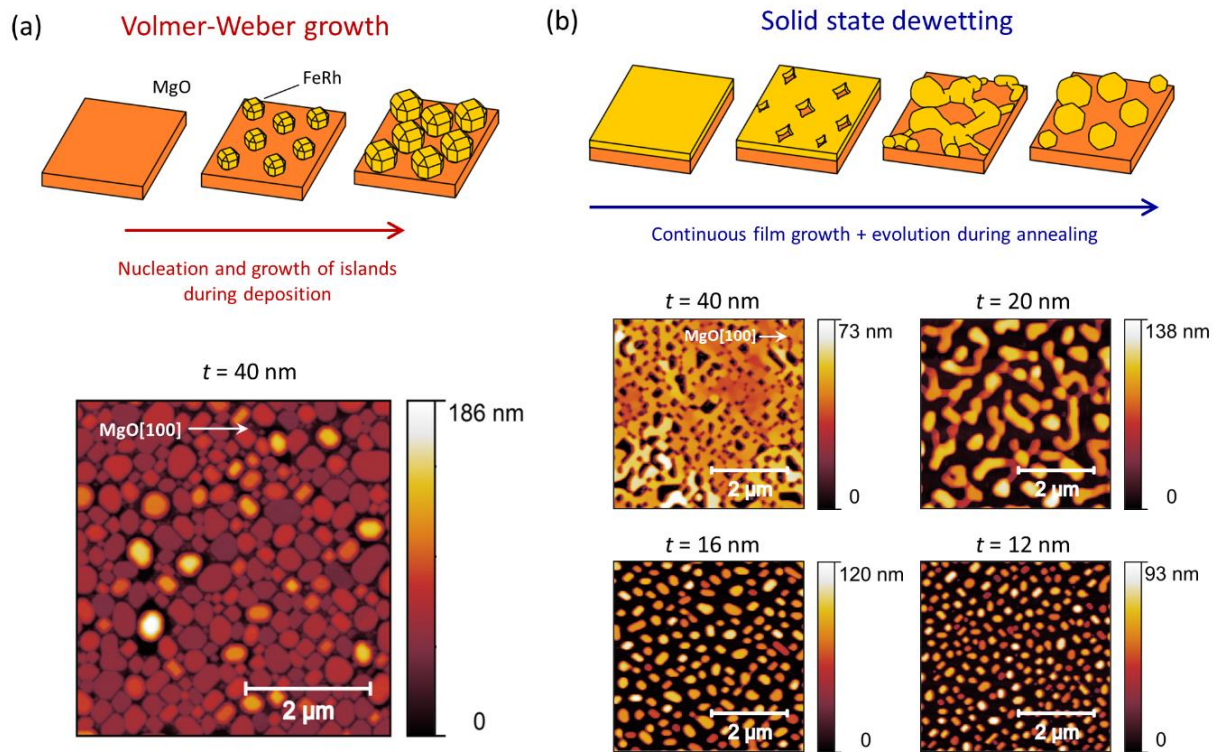 (a)
Volmer-Weber growth
MgO
FeRh
Nucleation and growth of islands
during deposition
t = 40 nm
MgO[100]
186 nm
2 µm
0
(b)
Solid state dewetting
Continuous film growth + evolution during annealing
t = 40 nm
MgO[100]
73 nm
2 µm
0
t = 20 nm
138 nm
2 µm
0
t = 16 nm
120 nm
2 µm
0
t = 12 nm
93 nm
2 µm
0